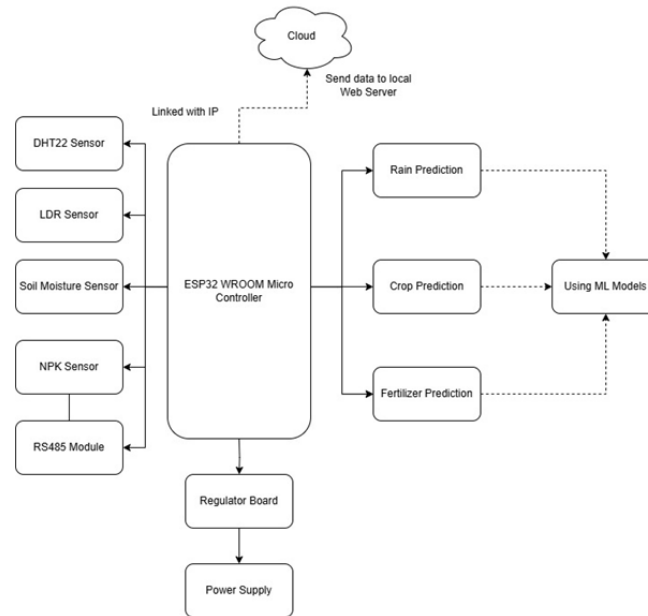 Cloud
Send data to local
Web Server
Linked with IP
DHT22 Sensor
LDR Sensor
Soil Moisture Sensor
NPK Sensor
RS485 Module
ESP32 WROOM Micro
Controller
Rain Prediction
Crop Prediction
Fertilizer Prediction
Using ML Models
Regulator Board
Power Supply